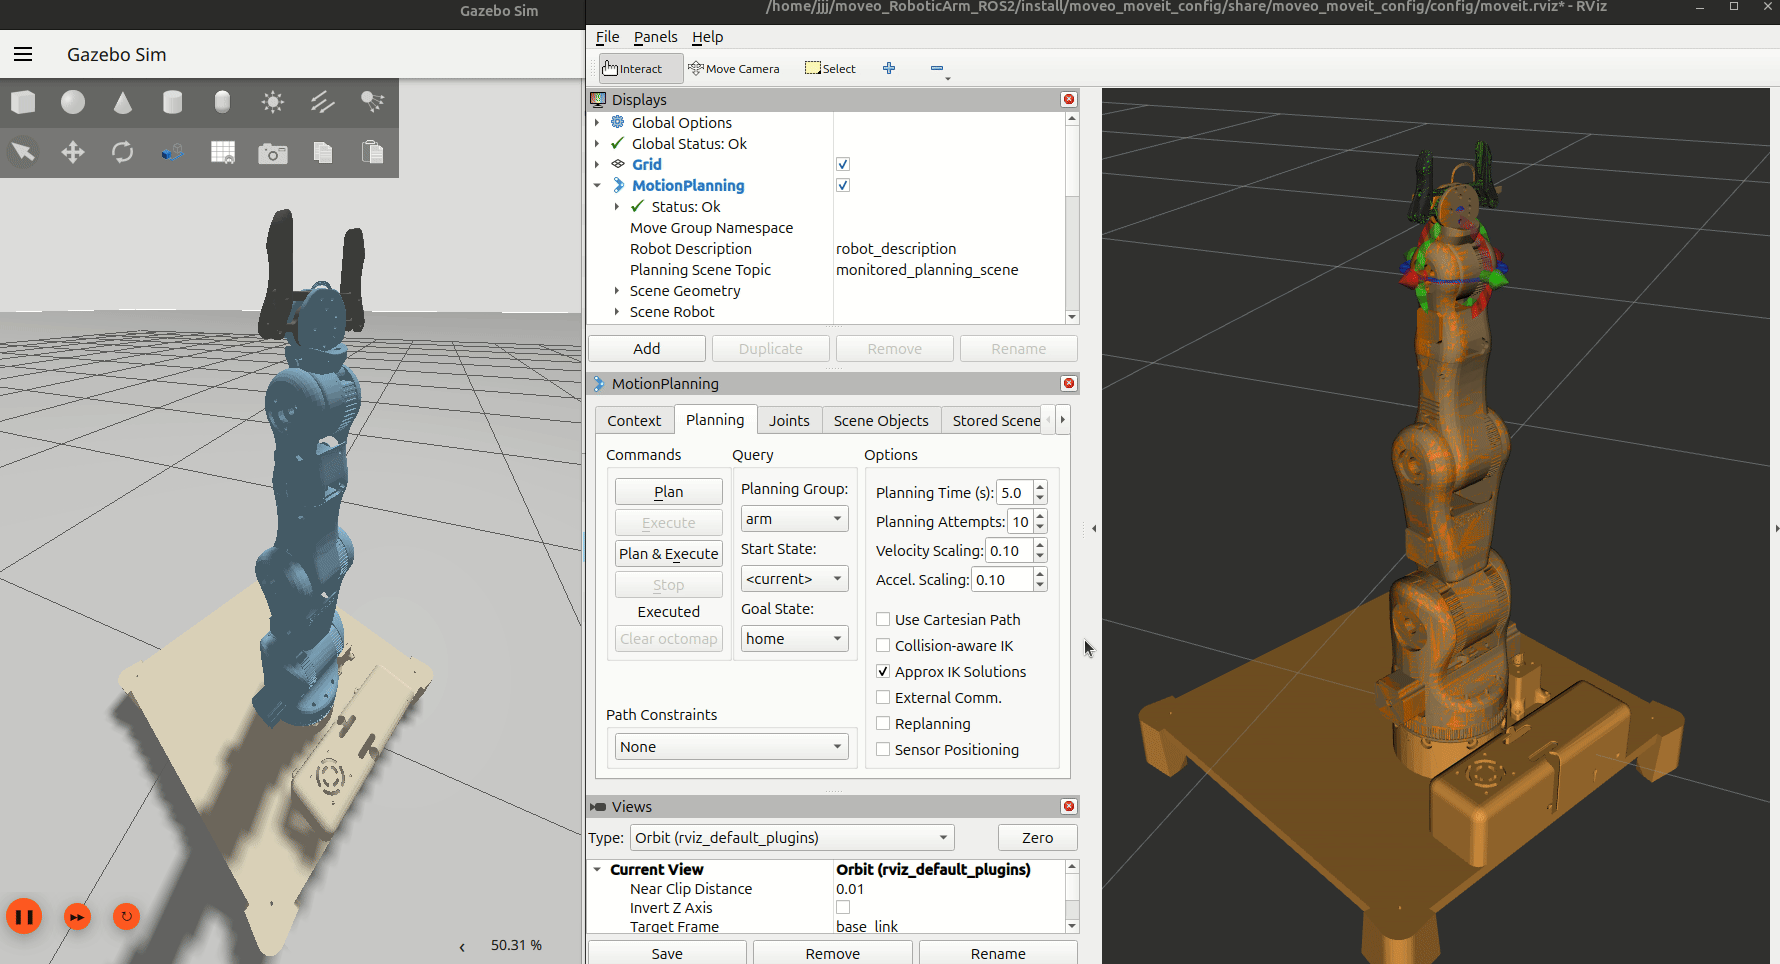 Gazebo Sim
/home/jjjj/moveo_RoboticArm_ROS2/install/moveo_moveit_config/share/moveo_moveit_config/config/moveit.rviz* - RViz
Gazebo Sim
File Panels Help
Interact Move Camera Select
Displays
Global Options
Global Status: Ok
Grid
MotionPlanning
Status: Ok
Move Group Namespace
Robot Description robot_description
Planning Scene Topic monitored_planning_scene
Scene Geometry
Scene Robot
Add Duplicate Remove Rename
MotionPlanning
Context Planning Joints Scene Objects Stored Scene
Commands Query Options
Plan
Execute
Plan & Execute
Stop
Executed
Clear octomap
Planning Group:
arm
Start State:
<current>
Goal State:
home
Planning Time (s): 5.0
Planning Attempts: 10
Velocity Scaling: 0.10
Accel. Scaling: 0.10
Use Cartesian Path
Collision-aware IK
Approx IK Solutions
External Comm.
Replanning
Sensor Positioning
Path Constraints
None
Views
Type: Orbit (rviz_default_plugins) Zero
Current View Orbit (rviz_default_plugins)
Near Clip Distance 0.01
Invert Z Axis
Target Frame base_link
Save Remove Rename
50.31 %